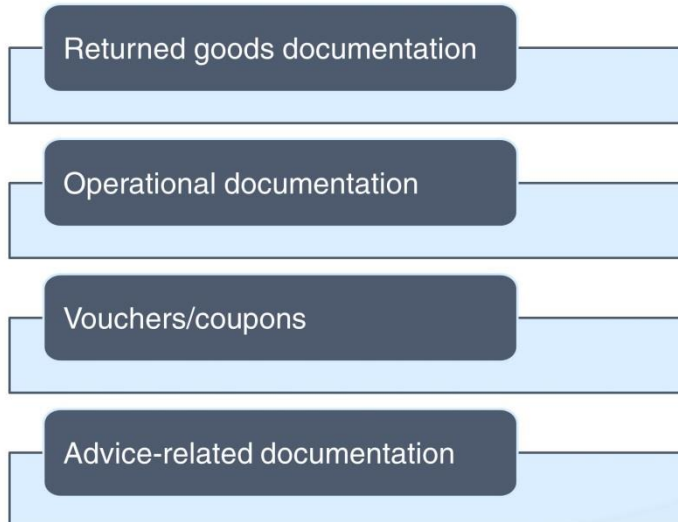 Returned goods documentation
Operational documentation
Vouchers/coupons
Advice-related documentation